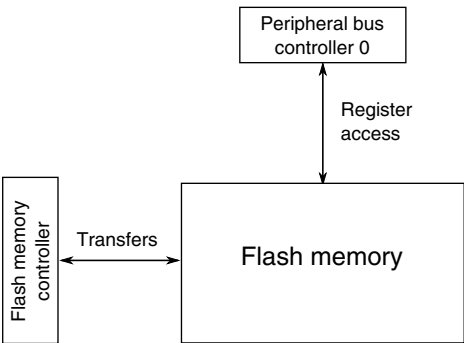 Peripheral bus
controller 0
Register
access
Flash memory
controller
Transfers
Flash memory